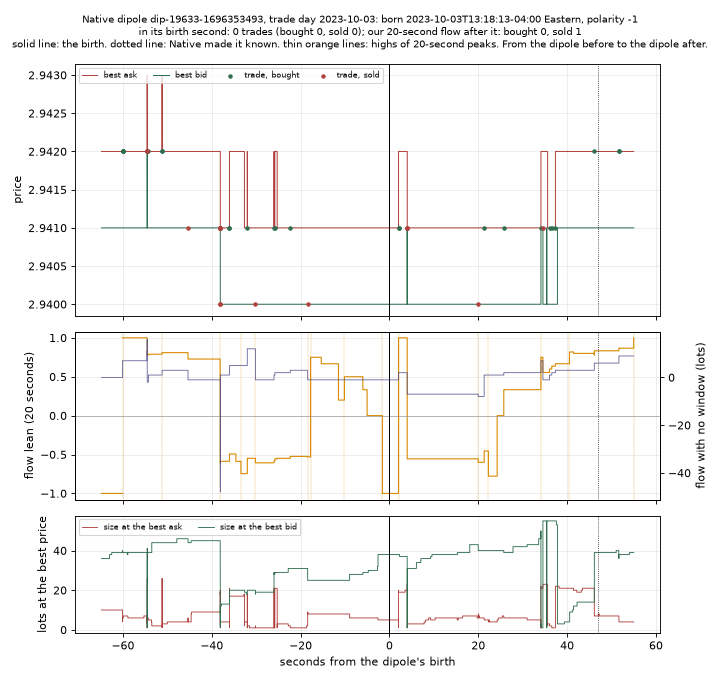 Native dipole dip-19633-1696353493, trade day 2023-10-03: born 2023-10-03T13:18:13-04:00 Eastern, polarity -1
in its birth second: 0 trades (bought 0, sold 0); our 20-second flow after it: bought 0, sold 1
solid line: the birth. dotted line: Native made it known. thin orange lines: highs of 20-second peaks. From the dipole before to the dipole after.
best ask
best bid
trade, bought
trade, sold
price
2.9430
2.9425
2.9420
2.9415
2.9410
2.9405
2.9400
flow lean (20 seconds)
1.0
0.5
0.0
−0.5
−1.0
0
−20
−40
flow with no window (lots)
size at the best ask
size at the best bid
lots at the best price
40
20
0
−60
−40
−20
0
20
40
60
seconds from the dipole's birth